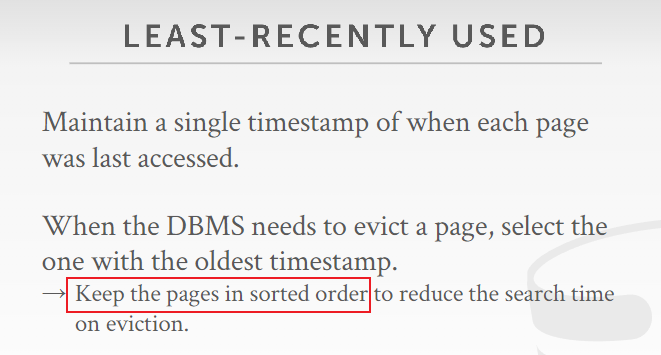 LEAST-RECENTLY USED
Maintain a single timestamp of when each page
was last accessed.
When the DBMS needs to evict a page, select the
one with the oldest timestamp.
→ Keep the pages in sorted order to reduce the search time
on eviction.